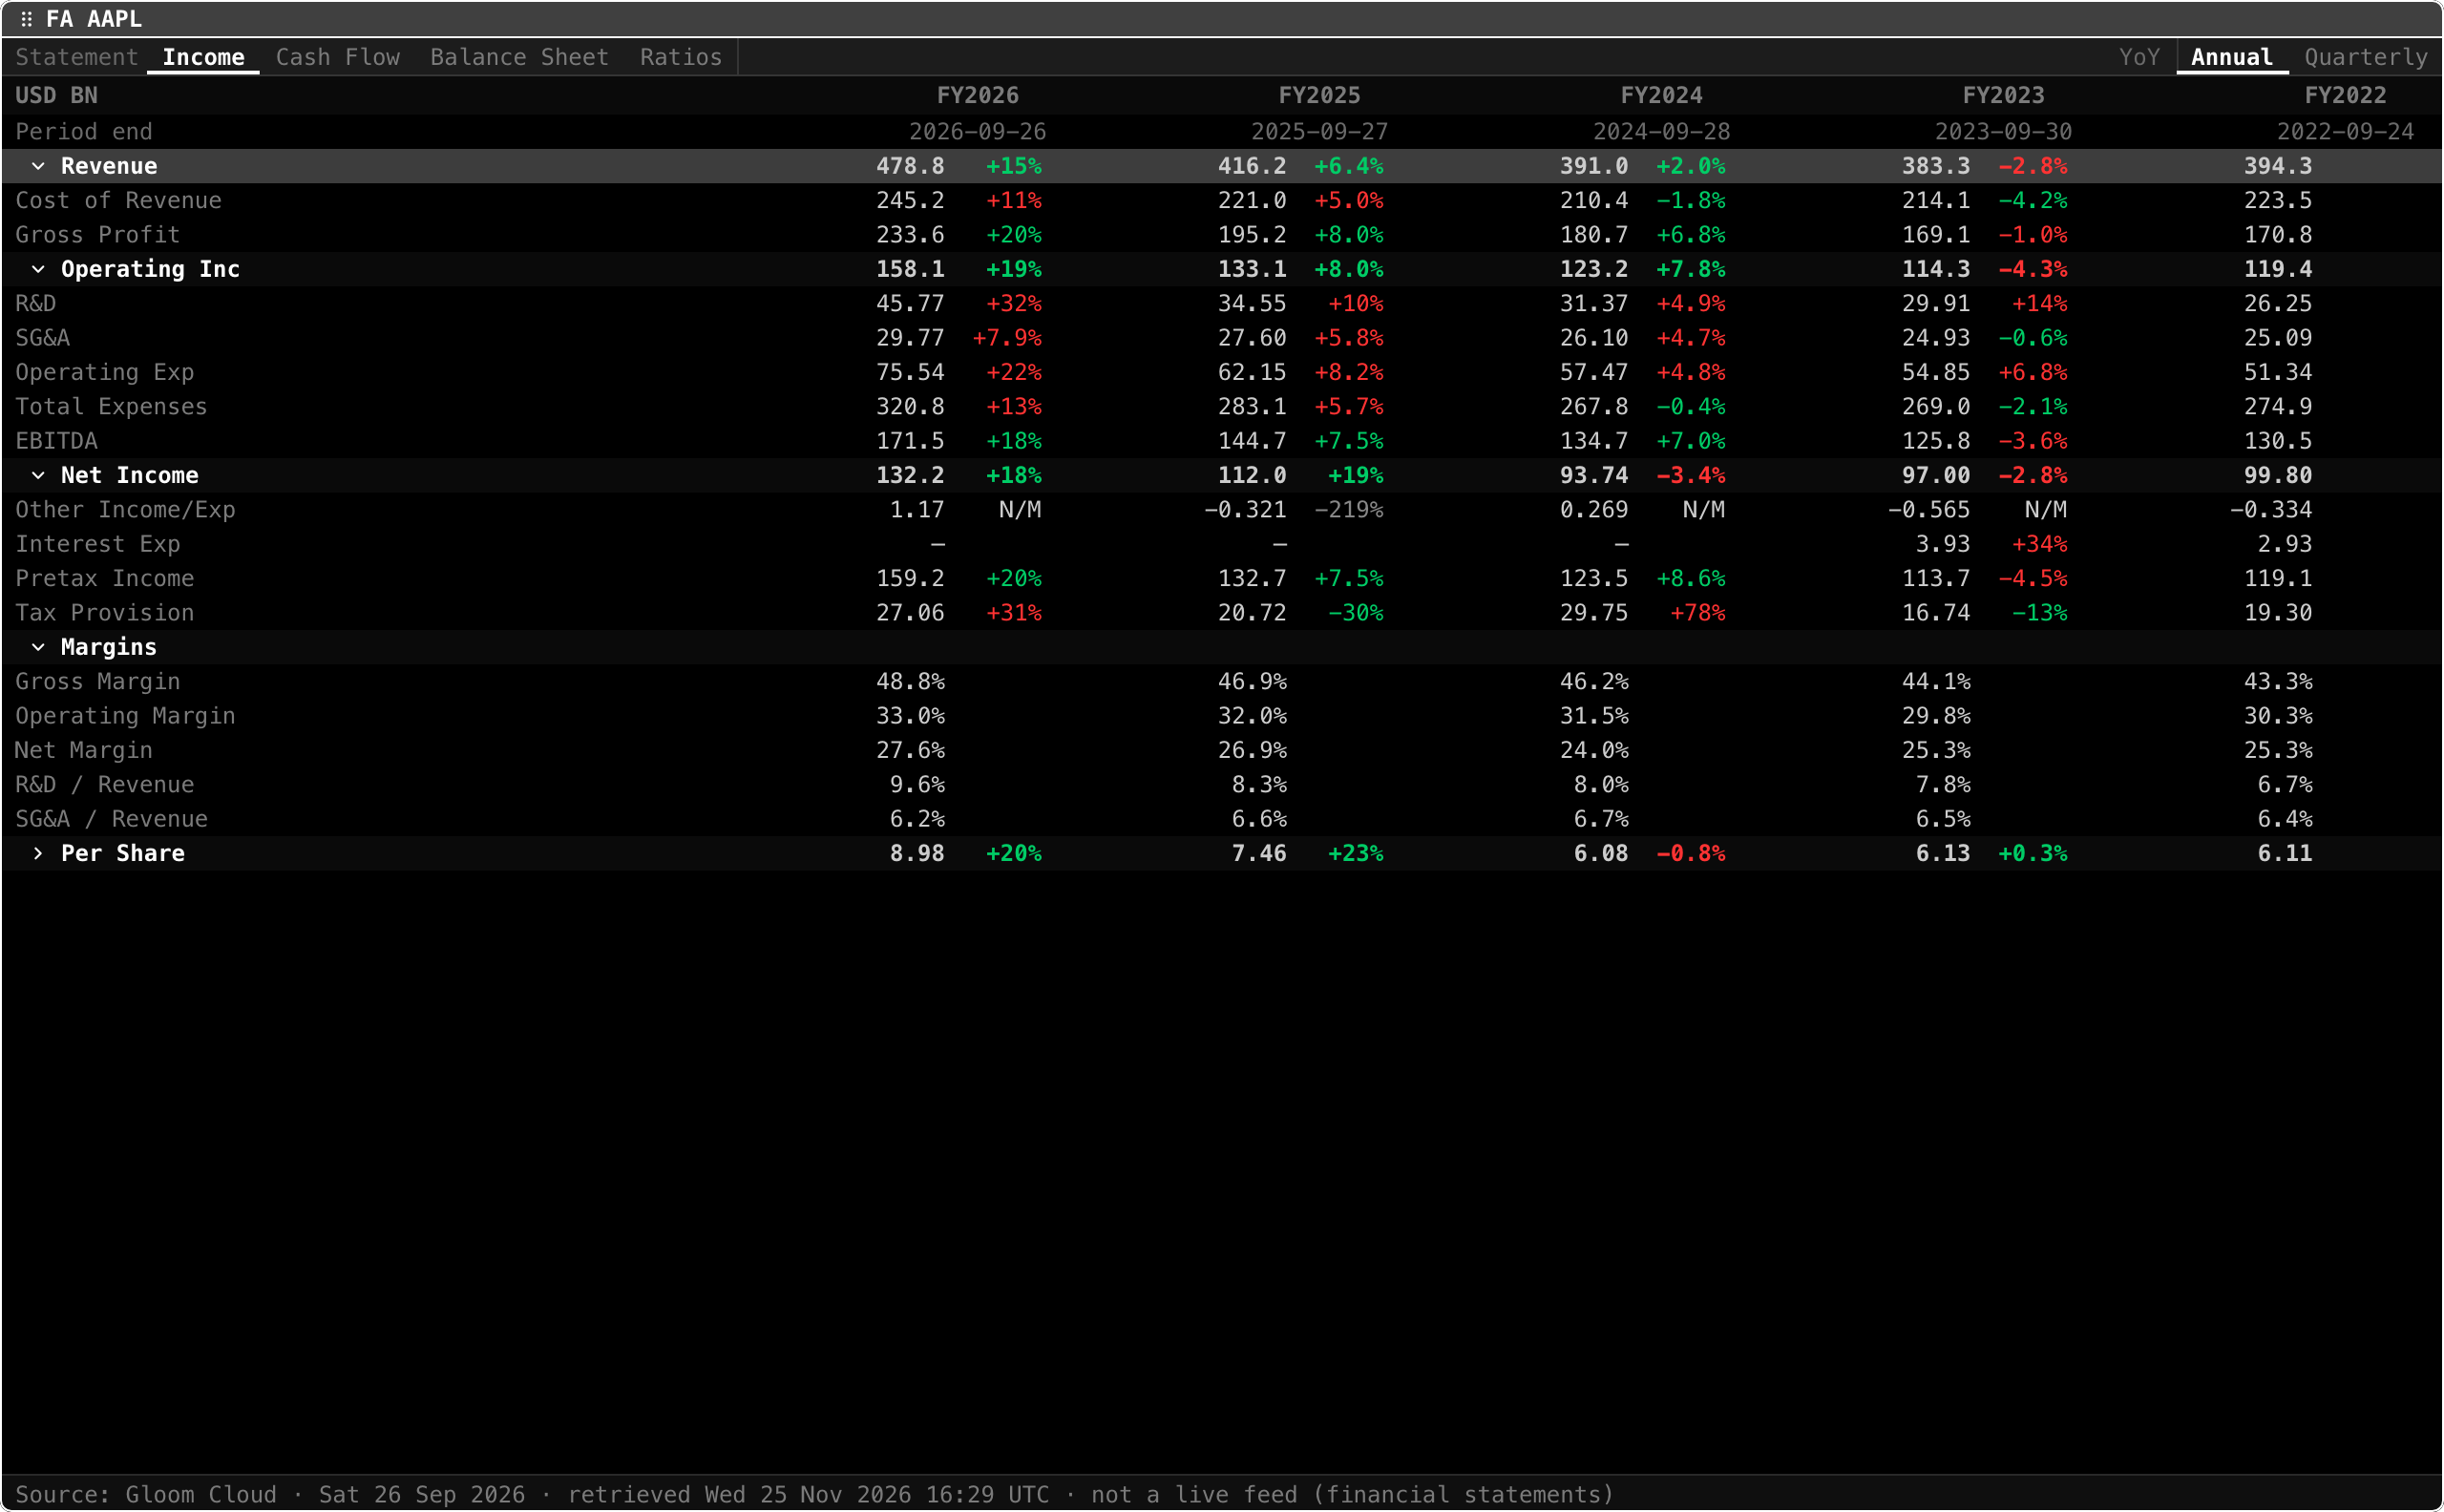 FA AAPL
Statement Income Cash Flow Balance Sheet Ratios YoY Annual Quarterly
USD BN FY2026 FY2025 FY2024 FY2023 FY2022
Period end 2026-09-26 2025-09-27 2024-09-28 2023-09-30 2022-09-24
Revenue 478.8 +15% 416.2 +6.4% 391.0 +2.0% 383.3 −2.8% 394.3
Cost of Revenue 245.2 +11% 221.0 +5.0% 210.4 −1.8% 214.1 −4.2% 223.5
Gross Profit 233.6 +20% 195.2 +8.0% 180.7 +6.8% 169.1 −1.0% 170.8
Operating Inc 158.1 +19% 133.1 +8.0% 123.2 +7.8% 114.3 −4.3% 119.4
R&D 45.77 +32% 34.55 +10% 31.37 +4.9% 29.91 +14% 26.25
SG&A 29.77 +7.9% 27.60 +5.8% 26.10 +4.7% 24.93 −0.6% 25.09
Operating Exp 75.54 +22% 62.15 +8.2% 57.47 +4.8% 54.85 +6.8% 51.34
Total Expenses 320.8 +13% 283.1 +5.7% 267.8 −0.4% 269.0 −2.1% 274.9
EBITDA 171.5 +18% 144.7 +7.5% 134.7 +7.0% 125.8 −3.6% 130.5
Net Income 132.2 +18% 112.0 +19% 93.74 −3.4% 97.00 −2.8% 99.80
Other Income/Exp 1.17 N/M −0.321 −219% 0.269 N/M −0.565 N/M −0.334
Interest Exp — — — 3.93 +34% 2.93
Pretax Income 159.2 +20% 132.7 +7.5% 123.5 +8.6% 113.7 −4.5% 119.1
Tax Provision 27.06 +31% 20.72 −30% 29.75 +78% 16.74 −13% 19.30
Margins
Gross Margin 48.8% 46.9% 46.2% 44.1% 43.3%
Operating Margin 33.0% 32.0% 31.5% 29.8% 30.3%
Net Margin 27.6% 26.9% 24.0% 25.3% 25.3%
R&D / Revenue 9.6% 8.3% 8.0% 7.8% 6.7%
SG&A / Revenue 6.2% 6.6% 6.7% 6.5% 6.4%
Per Share 8.98 +20% 7.46 +23% 6.08 −0.8% 6.13 +0.3% 6.11
Source: Gloom Cloud · Sat 26 Sep 2026 · retrieved Wed 25 Nov 2026 16:29 UTC · not a live feed (financial statements)